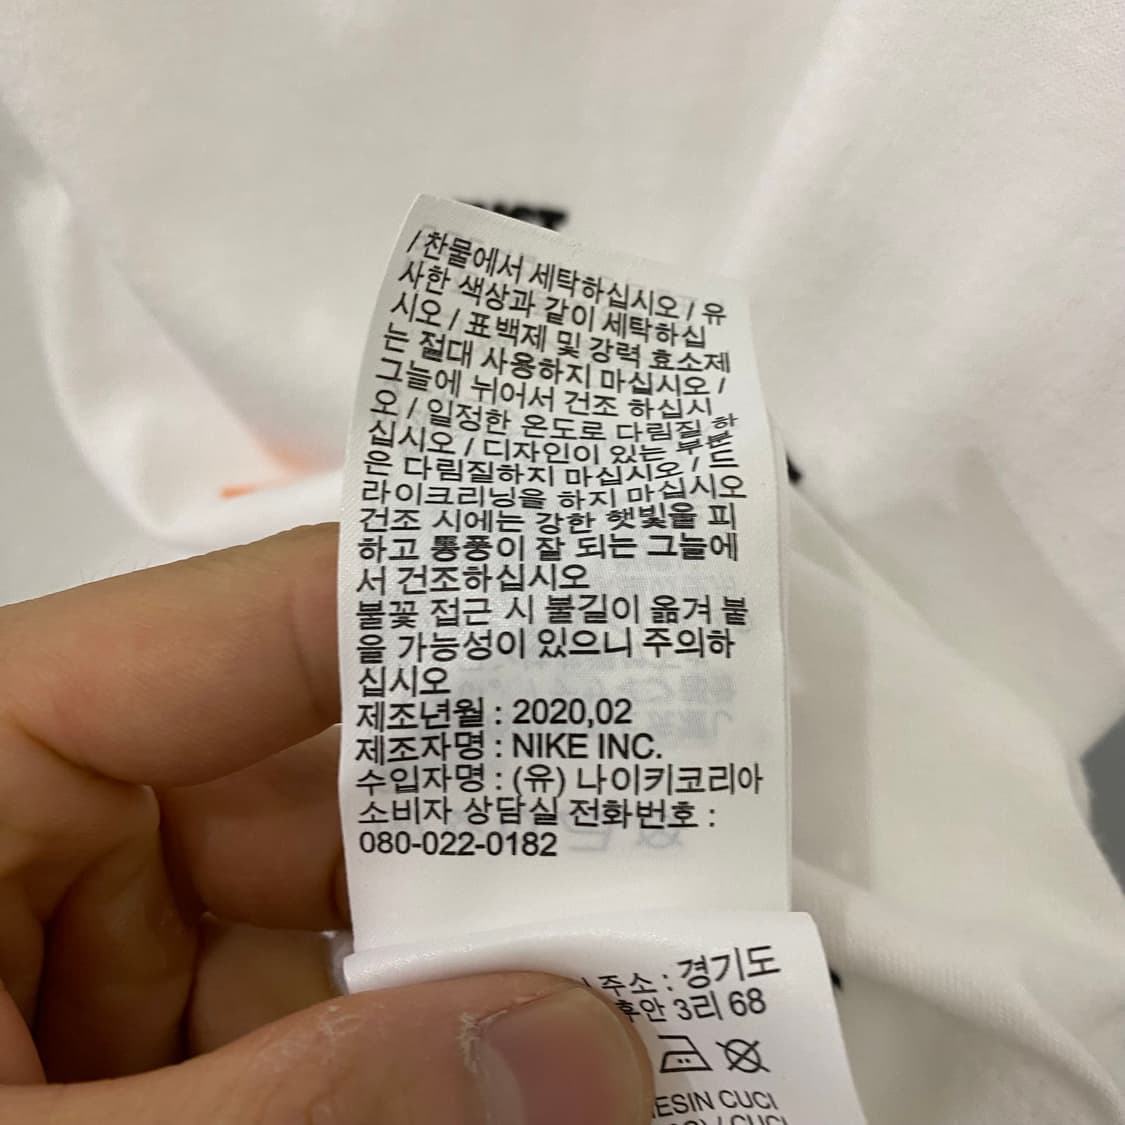 / 찬물에서 세탁하십시오 / 유
사한 색상과 같이 세탁하십
시오 / 표백제 및 강력 효소제
는 절대 사용하지 마십시오 /
그늘에 뉘어서 건조 하십시
오 / 일정한 온도로 다림질 하
십시오 / 디자인이 있는 부분
은 다림질하지 마십시오 / 드
라이크리닝을 하지 마십시오
건조 시에는 강한 햇빛을 피
하고 통풍이 잘 되는 그늘에
서 건조하십시오
불꽃 접근 시 불길이 옮겨 붙
을 가능성이 있으니 주의하
십시오
제조년월 : 2020,02
제조자명 : NIKE INC.
수입자명 : (유) 나이키코리아
소비자 상담실 전화번호 :
080-022-0182
주소 : 경기도
후안 3리 68
CUCI
/ CUCI